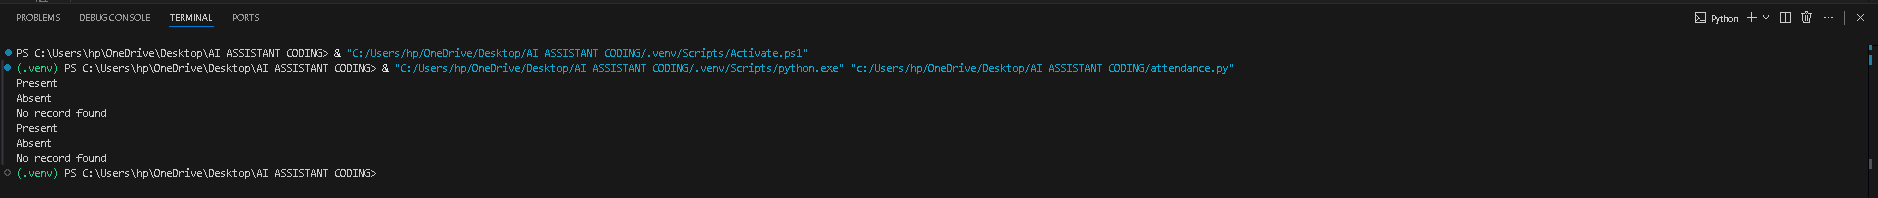 PROBLEMS DEBUG CONSOLE TERMINAL PORTS Python
PS C:\Users\hp\OneDrive\Desktop\AI ASSISTANT CODING> & "C:/Users/hp/OneDrive/Desktop/AI ASSISTANT CODING/.venv/Scripts/Activate.ps1"
(.venv) PS C:\Users\hp\OneDrive\Desktop\AI ASSISTANT CODING> & "C:/Users/hp/OneDrive/Desktop/AI ASSISTANT CODING/.venv/Scripts/python.exe" "c:/Users/hp/OneDrive/Desktop/AI ASSISTANT CODING/attendance.py"
Present
Absent
No record found
Present
Absent
No record found
(.venv) PS C:\Users\hp\OneDrive\Desktop\AI ASSISTANT CODING>